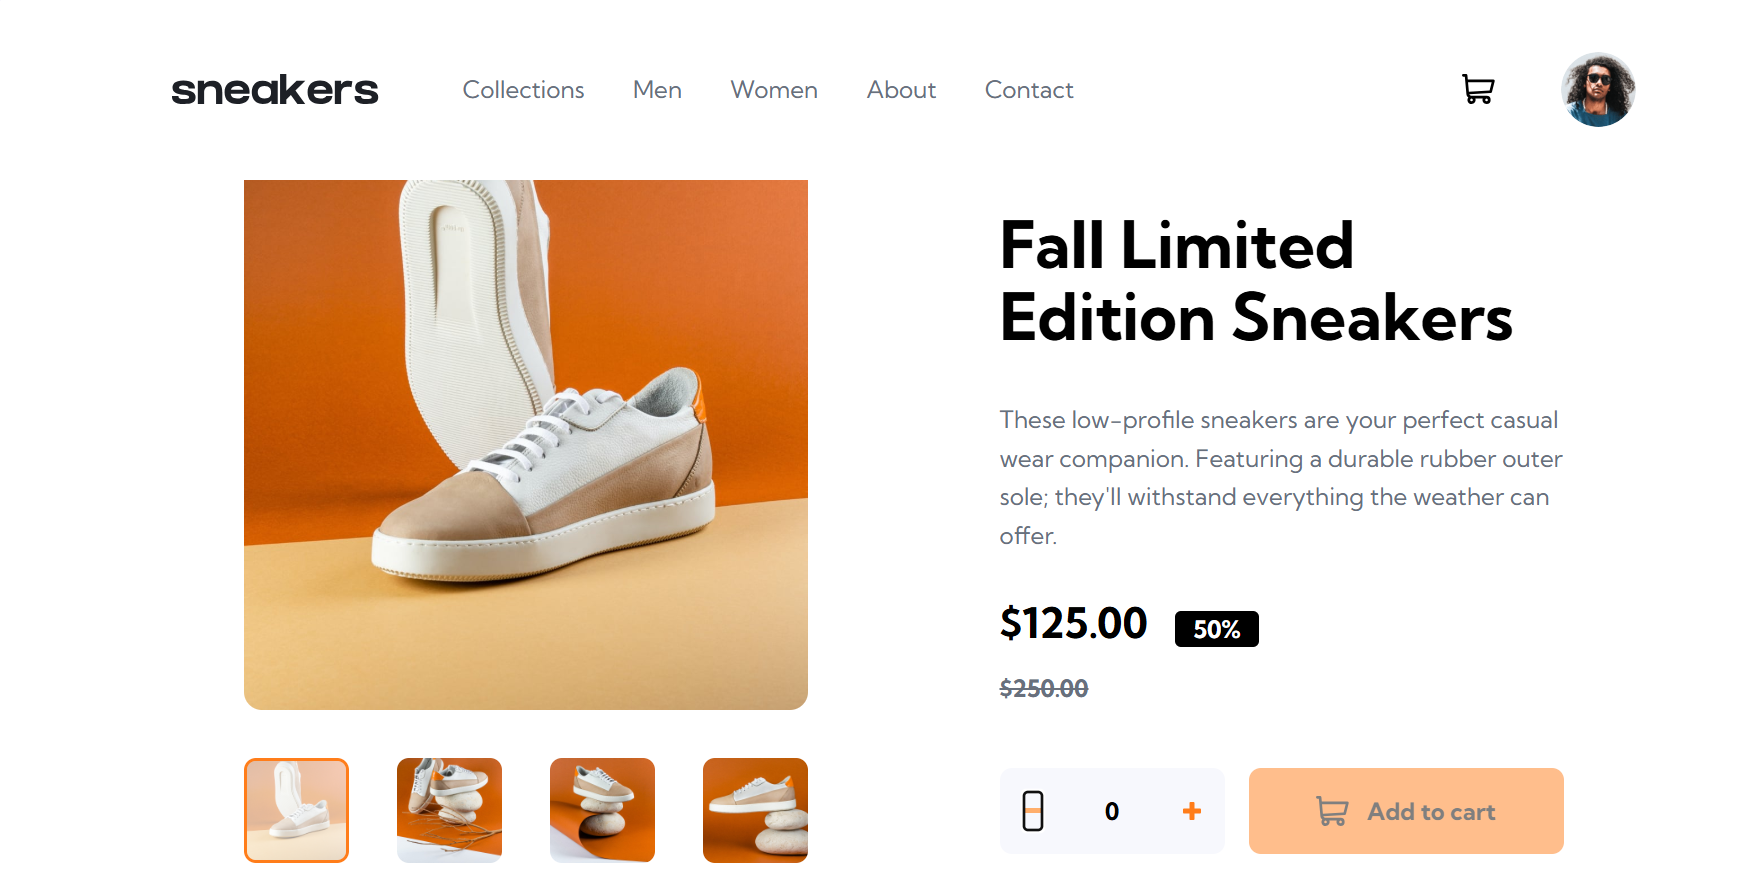 sneakers
Collections
Men
Women
About
Contact
Fall Limited
Edition Sneakers
These low-profile sneakers are your perfect casual
wear companion. Featuring a durable rubber outer
sole; they'll withstand everything the weather can
offer.
$125.00
50%
$250.00
0
Add to cart